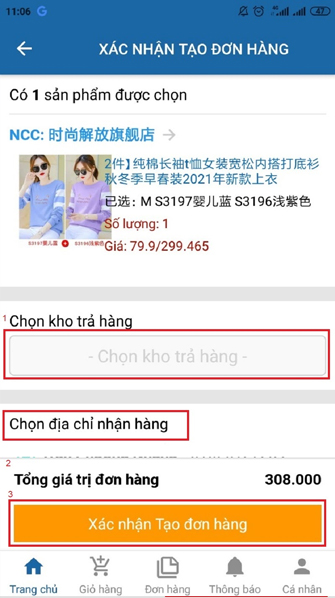 11:06 G 4G 4G 47
XÁC NHẬN TẠO ĐƠN HÀNG
Có 1 sản phẩm được chọn
NCC: 时尚解放旗舰店
2件】纯棉长袖t恤女装宽松内搭打底衫
秋冬季早春装2021年新款上衣
已选: M S3197婴儿蓝 S3196浅紫色
Số lượng: 1
Giá: 79.9/299.465
S3197婴儿蓝 S3196浅紫色
1 Chọn kho trả hàng
- Chọn kho trả hàng -
Chọn địa chỉ nhận hàng
2
Tổng giá trị đơn hàng 308.000
3
Xác nhận Tạo đơn hàng
Trang chủ Giỏ hàng Đơn hàng Thông báo Cá nhân